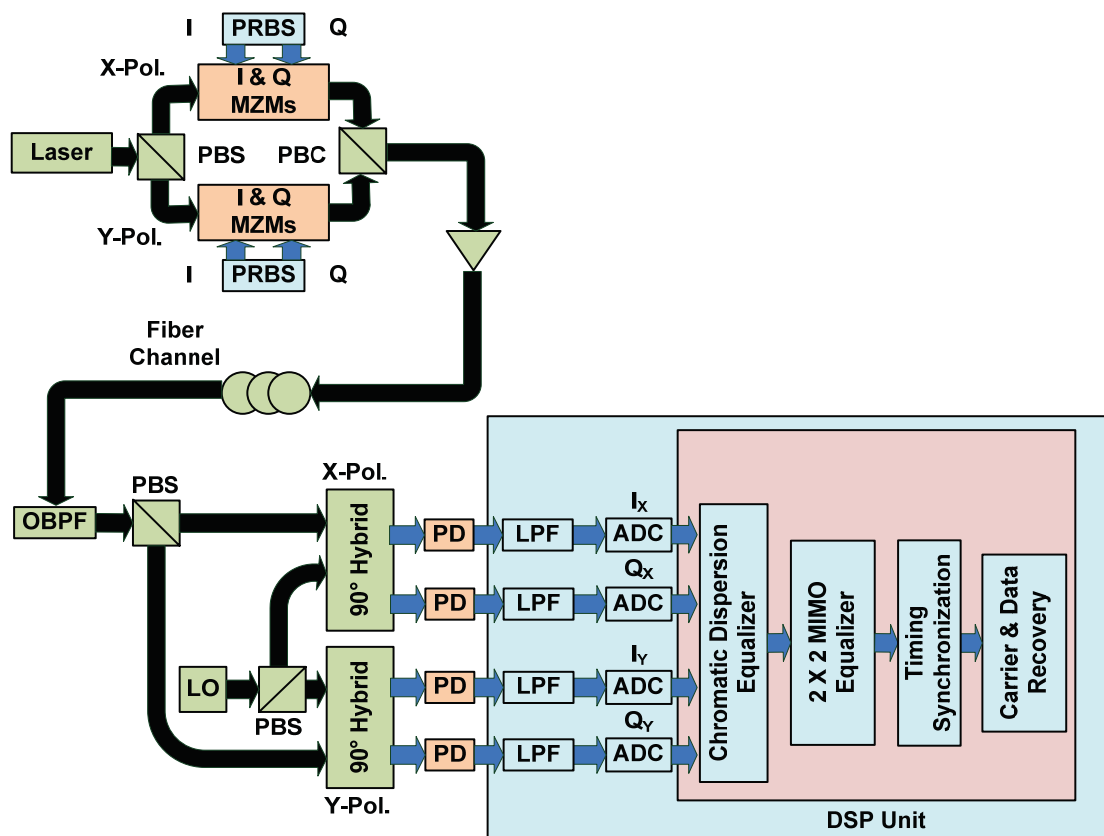 I
PRBS
Q
X-Pol.
I & Q
MZMs
Laser
PBS
PBC
I & Q
MZMs
Y-Pol.
I
PRBS
Q
Fiber
Channel
X-Pol.
PBS
OBPF
90° Hybrid
PD
LPF
IX
ADC
PD
LPF
QX
ADC
LO
PBS
90° Hybrid
Y-Pol.
PD
LPF
IY
ADC
PD
LPF
QY
ADC
Chromatic Dispersion
Equalizer
2 X 2 MIMO
Equalizer
Timing
Synchronization
Carrier & Data
Recovery
DSP Unit